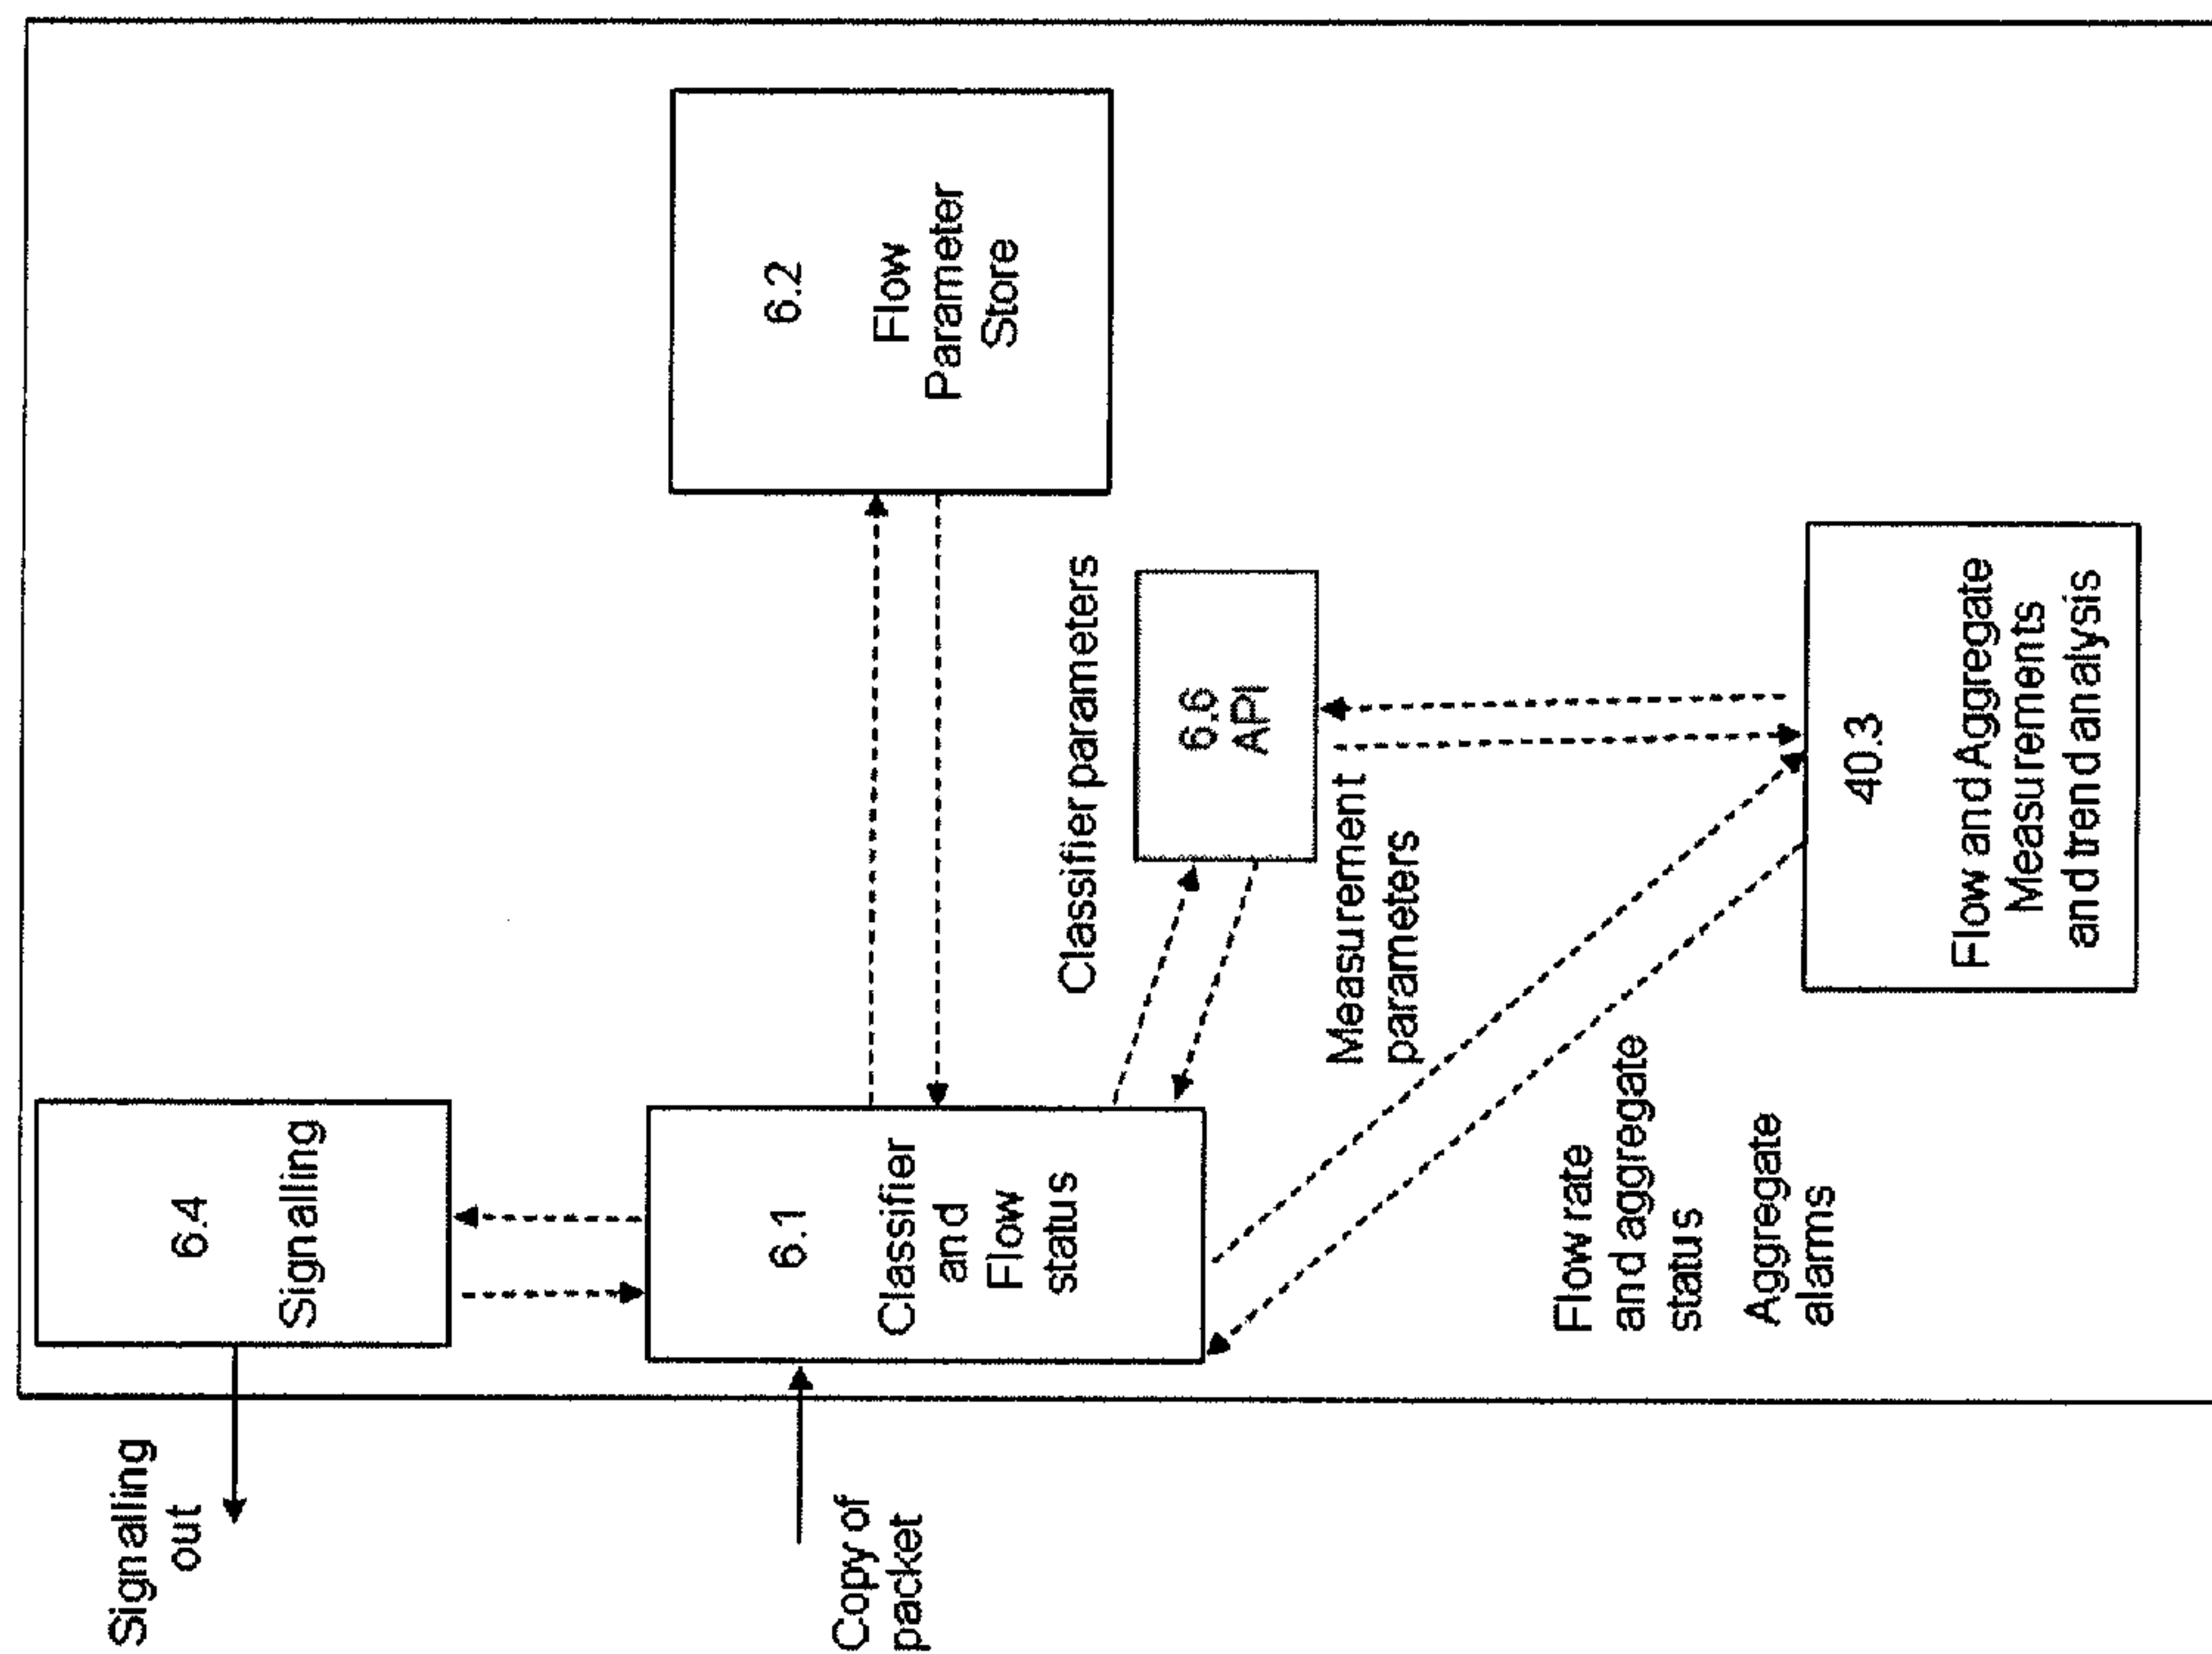 Signalling
out
6.4
Signalling
Copy of
packet
6.1
Classifier
and
Flow
status
6.2
Flow
Parameter
Store
Classifier parameters
6.6
API
Measurement
parameters
Flow rate
and aggregate
status
Aggregate
alarms
40.3
Flow and Aggregate
Measurements
and trend analysis